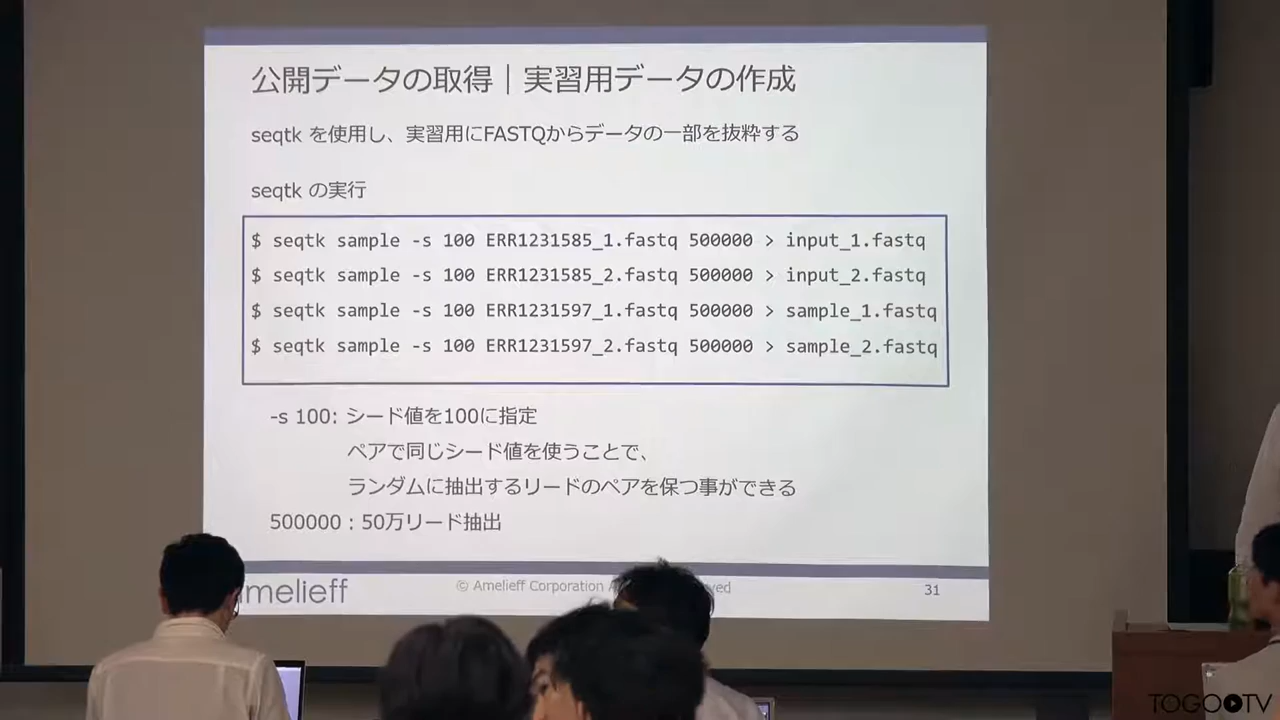 公開データの取得｜実習用データの作成
seqtk を使用し、実習用にFASTQからデータの一部を抜粋する
seqtk の実行
$ seqtk sample -s 100 ERR1231585_1.fastq 500000 > input_1.fastq
$ seqtk sample -s 100 ERR1231585_2.fastq 500000 > input_2.fastq
$ seqtk sample -s 100 ERR1231597_1.fastq 500000 > sample_1.fastq
$ seqtk sample -s 100 ERR1231597_2.fastq 500000 > sample_2.fastq
-s 100: シード値を100に指定
ペアで同じシード値を使うことで、
ランダムに抽出するリードのペアを保つ事ができる
500000 : 50万リード抽出
amelieff
© Amelieff Corporation
31
TOGOTV